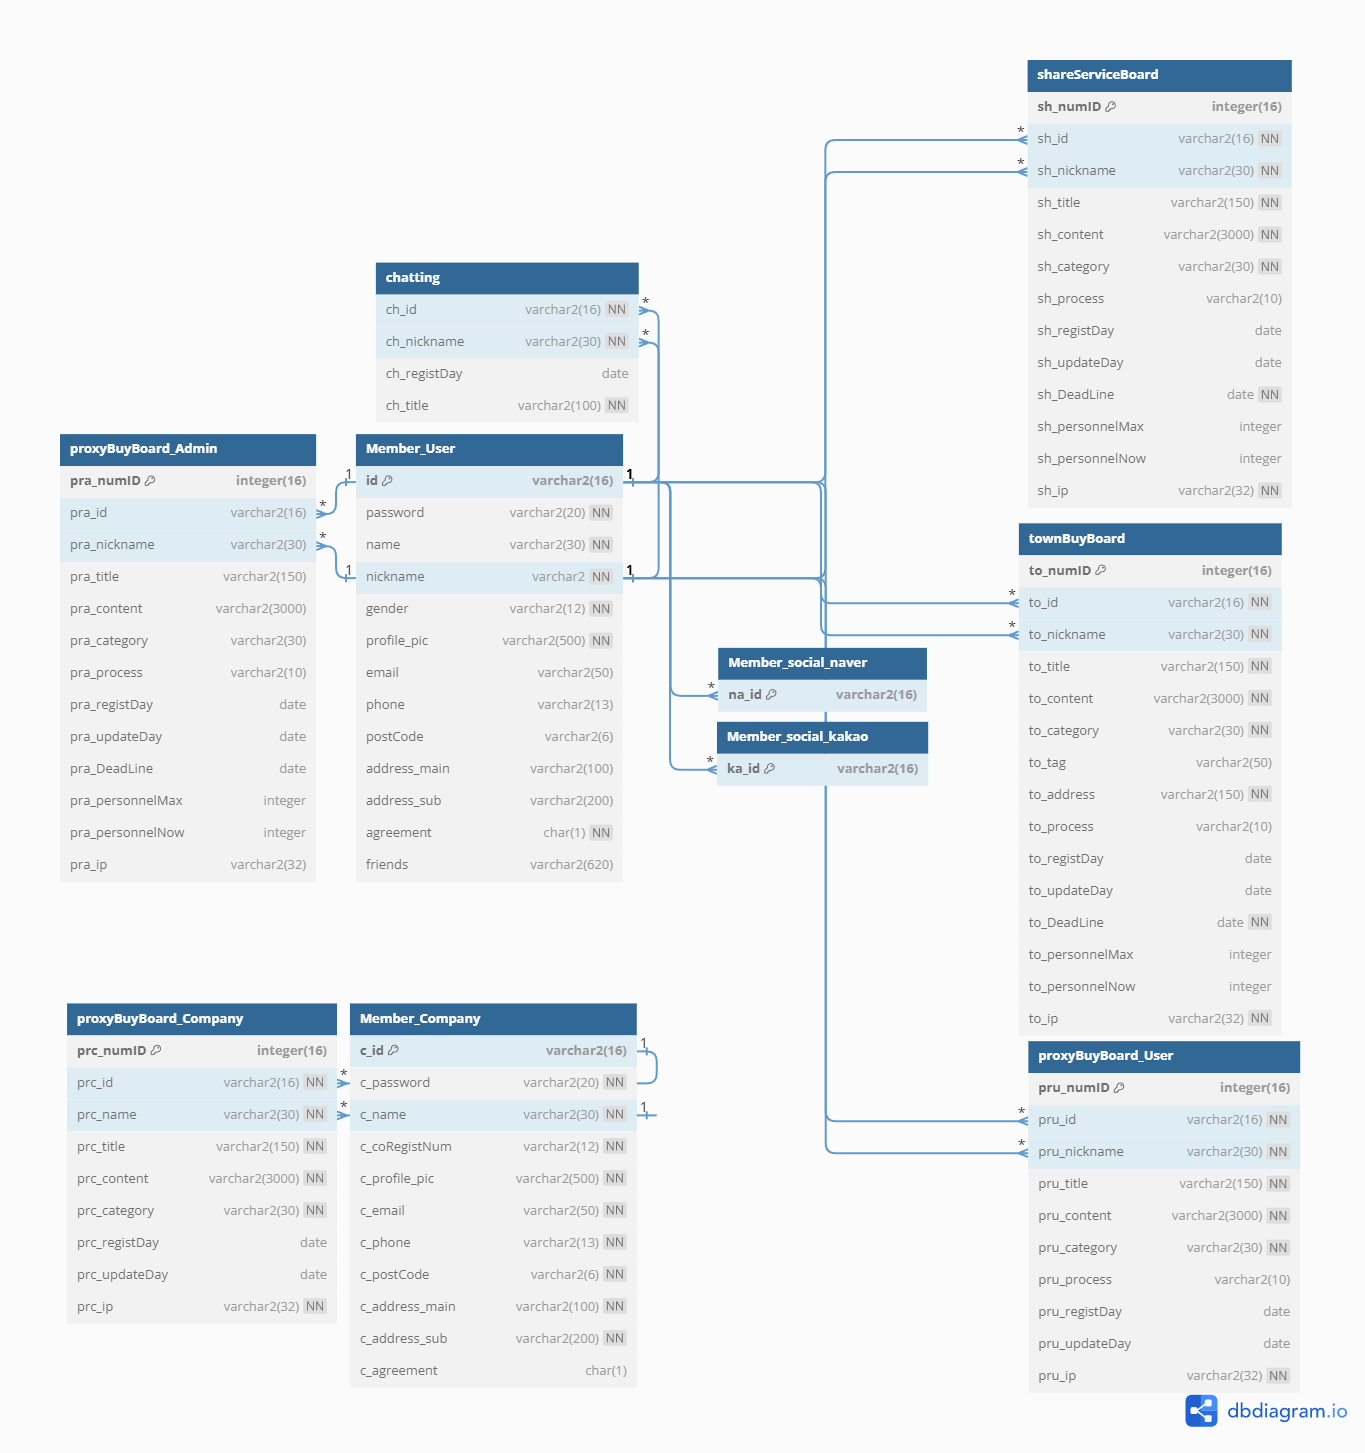 shareServiceBoard
sh_numID integer(16)
* sh_id varchar2(16) NN
* sh_nickname varchar2(30) NN
sh_title varchar2(150) NN
sh_content varchar2(3000) NN
sh_category varchar2(30) NN
sh_process varchar2(10)
sh_registDay date
sh_updateDay date
sh_DeadLine date NN
sh_personnelMax integer
sh_personnelNow integer
sh_ip varchar2(32) NN
chatting
ch_id varchar2(16) NN *
ch_nickname varchar2(30) NN *
ch_registDay date
ch_title varchar2(100) NN
proxyBuyBoard_Admin
pra_numID integer(16)
pra_id varchar2(16) *
pra_nickname varchar2(30) *
pra_title varchar2(150)
pra_content varchar2(3000)
pra_category varchar2(30)
pra_process varchar2(10)
pra_registDay date
pra_updateDay date
pra_DeadLine date
pra_personnelMax integer
pra_personnelNow integer
pra_ip varchar2(32)
Member_User
1 id varchar2(16) 1
password varchar2(20) NN
name varchar2(30) NN
1 nickname varchar2 NN 1
gender varchar2(12) NN
profile_pic varchar2(500) NN
email varchar2(50)
phone varchar2(13)
postCode varchar2(6)
address_main varchar2(100)
address_sub varchar2(200)
agreement char(1) NN
friends varchar2(620)
Member_social_naver
* na_id varchar2(16)
Member_social_kakao
* ka_id varchar2(16)
townBuyBoard
to_numID integer(16)
* to_id varchar2(16) NN
* to_nickname varchar2(30) NN
to_title varchar2(150) NN
to_content varchar2(3000) NN
to_category varchar2(30) NN
to_tag varchar2(50)
to_address varchar2(150) NN
to_process varchar2(10)
to_registDay date
to_updateDay date
to_DeadLine date NN
to_personnelMax integer
to_personnelNow integer
to_ip varchar2(32) NN
proxyBuyBoard_Company
prc_numID integer(16)
prc_id varchar2(16) NN *
prc_name varchar2(30) NN *
prc_title varchar2(150) NN
prc_content varchar2(3000) NN
prc_category varchar2(30) NN
prc_registDay date
prc_updateDay date
prc_ip varchar2(32) NN
Member_Company
c_id varchar2(16) 1
c_password varchar2(20) NN
c_name varchar2(30) NN 1
c_coRegistNum varchar2(12) NN
c_profile_pic varchar2(500) NN
c_email varchar2(50) NN
c_phone varchar2(13) NN
c_postCode varchar2(6) NN
c_address_main varchar2(100) NN
c_address_sub varchar2(200) NN
c_agreement char(1)
proxyBuyBoard_User
pru_numID integer(16)
* pru_id varchar2(16) NN
* pru_nickname varchar2(30) NN
pru_title varchar2(150) NN
pru_content varchar2(3000) NN
pru_category varchar2(30) NN
pru_process varchar2(10)
pru_registDay date
pru_updateDay date
pru_ip varchar2(32) NN
dbdiagram.io